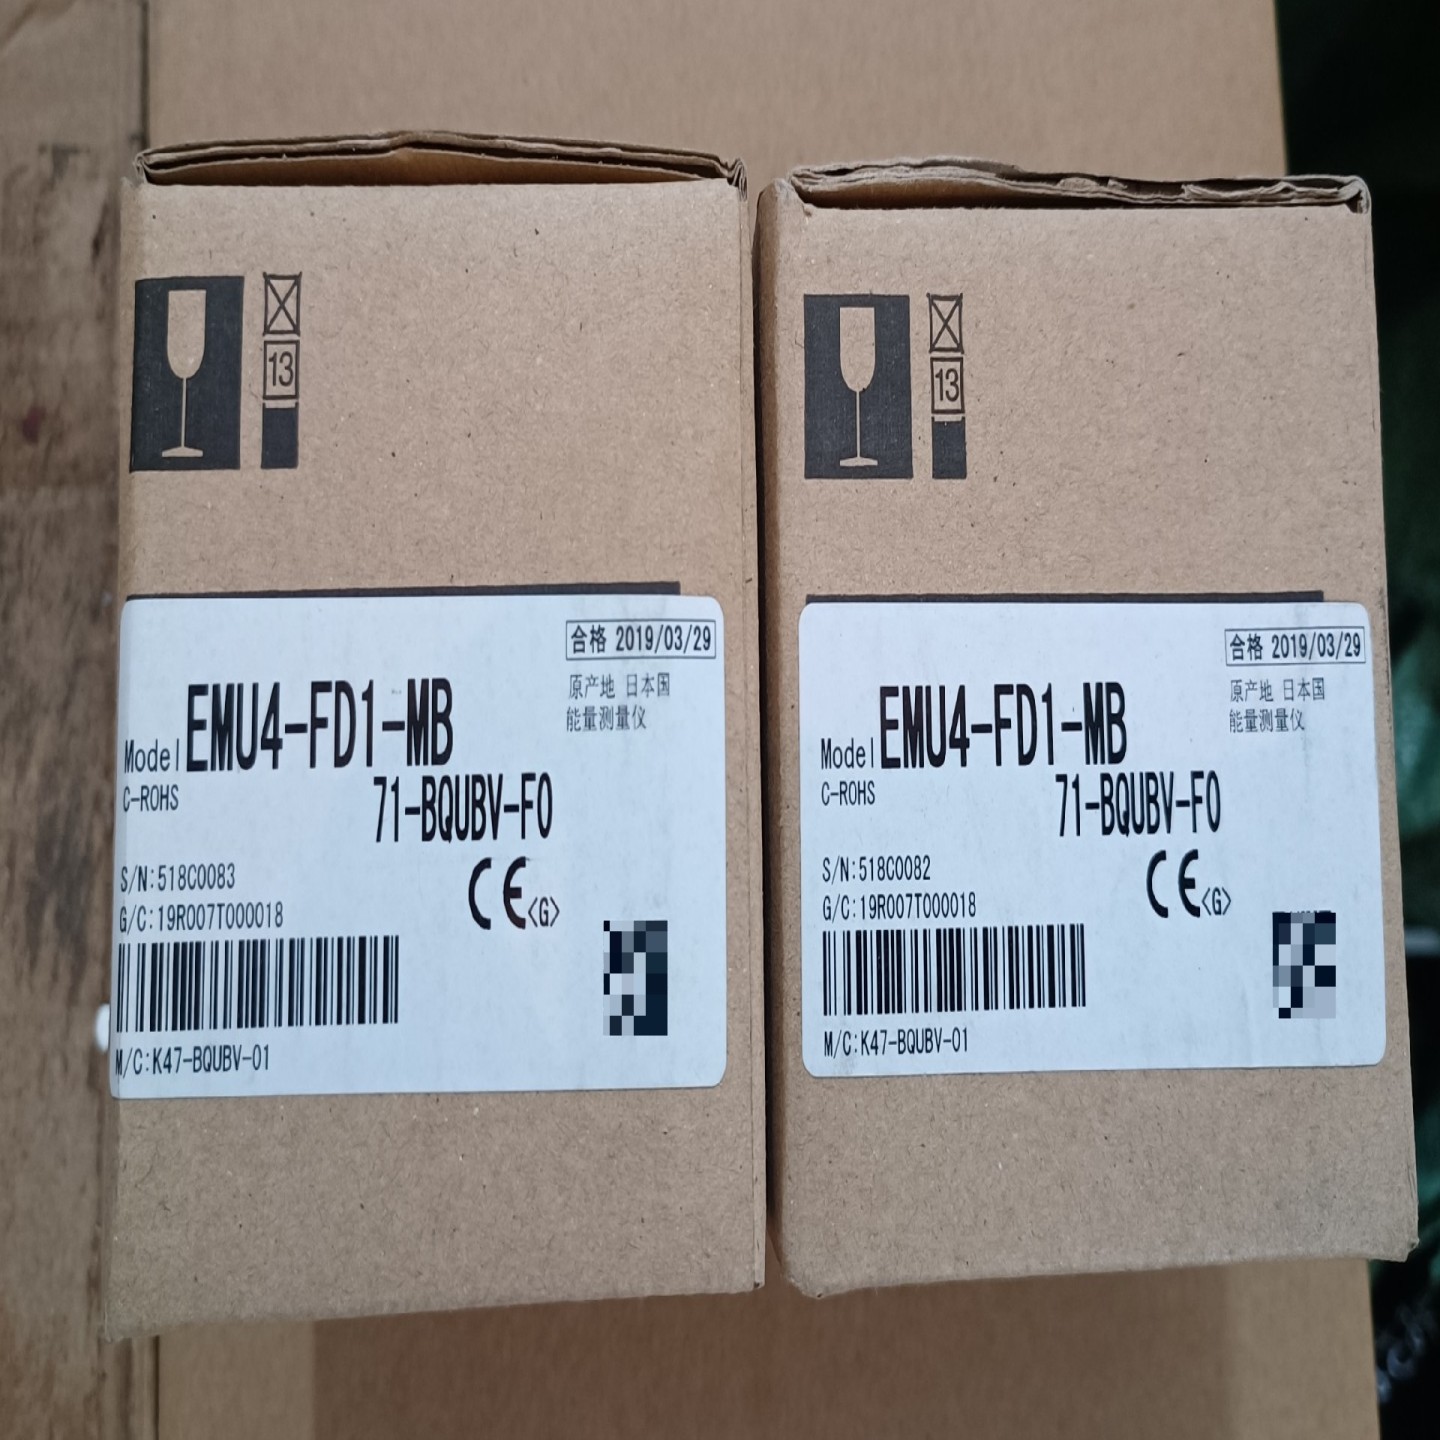 13
合格 2019/03/29
原产地 日本国
能量测量仪
Model EMU4-FD1-MB
C-ROHS
71-BQUBV-F0
S/N:518C0083
CE<G>
G/C:19R007T000018
M/C:K47-BQUBV-01
13
合格 2019/03/29
原产地 日本国
能量测量仪
Model EMU4-FD1-MB
C-ROHS
71-BQUBV-F0
S/N:518C0082
CE<G>
G/C:19R007T000018
M/C:K47-BQUBV-01